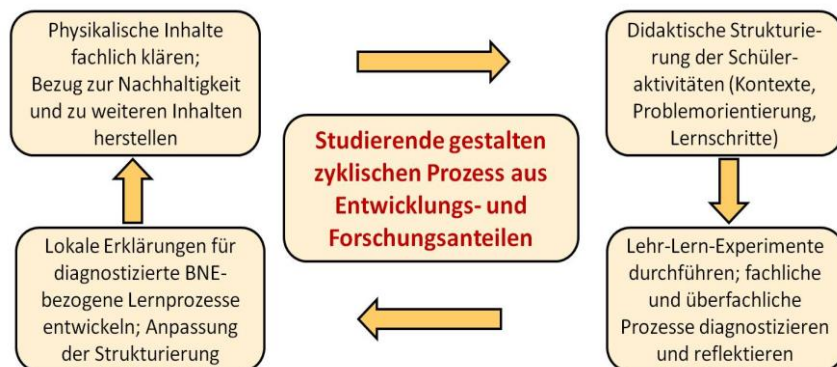 Physikalische Inhalte
fachlich klären;
Bezug zur Nachhaltigkeit
und zu weiteren Inhalten
herstellen
Didaktische Strukturie-
rung der Schüler-
aktivitäten (Kontexte,
Problemorientierung,
Lernschritte)
Studierende gestalten
zyklischen Prozess aus
Entwicklungs- und
Forschungsanteilen
Lokale Erklärungen für
diagnostizierte BNE-
bezogene Lernprozesse
entwickeln; Anpassung
der Strukturierung
Lehr-Lern-Experimente
durchführen; fachliche
und überfachliche
Prozesse diagnostizieren
und reflektieren